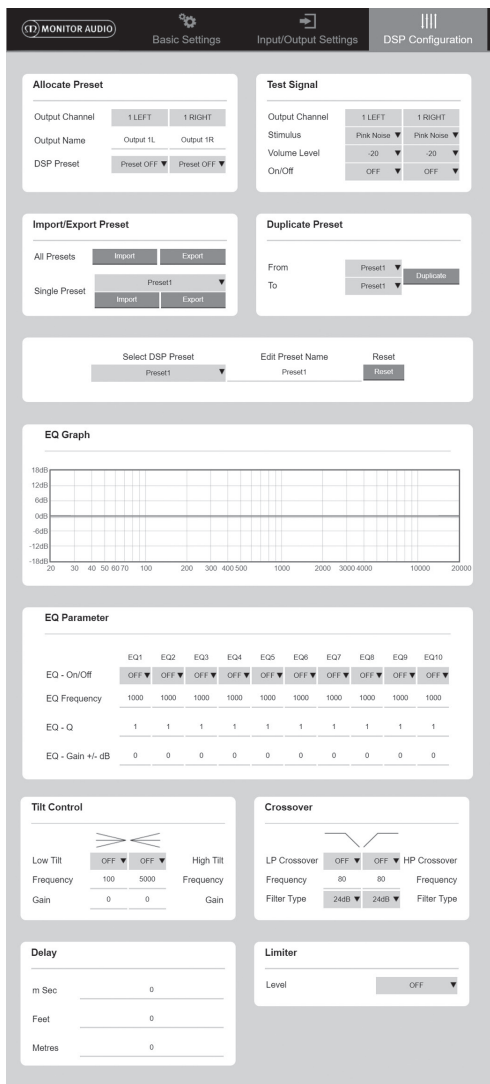 MONITOR AUDIO
Basic Settings
Input/Output Settings
DSP Configuration
Allocate Preset
Output Channel 1 LEFT 1 RIGHT
Output Name Output 1L Output 1R
DSP Preset Preset OFF Preset OFF
Test Signal
Output Channel 1 LEFT 1 RIGHT
Stimulus Pink Noise Pink Noise
Volume Level -20 -20
On/Off OFF OFF
Import/Export Preset
All Presets Import Export
Single Preset Preset1
Import Export
Duplicate Preset
From Preset1
To Preset1
Duplicate
Select DSP Preset Edit Preset Name Reset
Preset1 Preset1 Reset
EQ Graph
18dB
12dB
6dB
0dB
-6dB
-12dB
-18dB
20 30 40 50 60 70 100 200 300 400 500 1000 2000 3000 4000 10000 20000
EQ Parameter
EQ1 EQ2 EQ3 EQ4 EQ5 EQ6 EQ7 EQ8 EQ9 EQ10
EQ - On/Off OFF OFF OFF OFF OFF OFF OFF OFF OFF OFF
EQ Frequency 1000 1000 1000 1000 1000 1000 1000 1000 1000 1000
EQ - Q 1 1 1 1 1 1 1 1 1 1
EQ - Gain +/- dB 0 0 0 0 0 0 0 0 0 0
Tilt Control
Low Tilt OFF OFF High Tilt
Frequency 100 5000 Frequency
Gain 0 0 Gain
Crossover
LP Crossover OFF OFF HP Crossover
Frequency 80 80 Frequency
Filter Type 24dB 24dB Filter Type
Delay
m Sec 0
Feet 0
Metres 0
Limiter
Level OFF